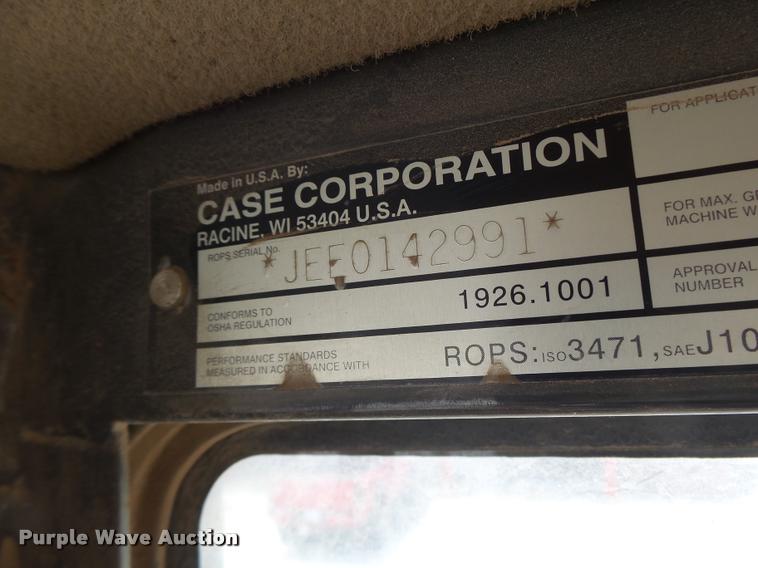 Made in U.S.A. By:
CASE CORPORATION
RACINE, WI 53404 U.S.A.
ROPS SERIAL No.
*JEE0142991*
CONFORMS TO
OSHA REGULATION
1926.1001
PERFORMANCE STANDARDS
MEASURED IN ACCORDANCE WITH
ROPS: ISO 3471, SAE J10
FOR APPLICAT
FOR MAX. G
MACHINE W
APPROVAL
NUMBER
Purple Wave Auction